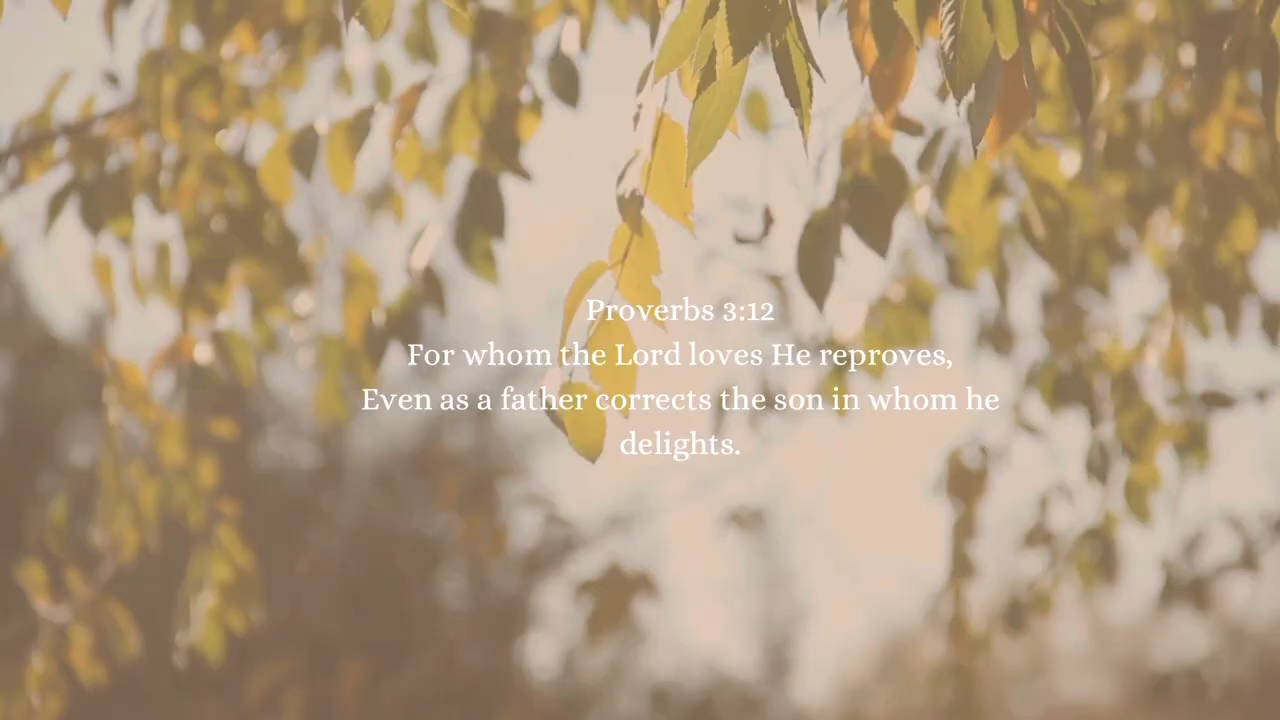 Proverbs 3:12
For whom the Lord loves He reproves,
Even as a father corrects the son in whom he
delights.